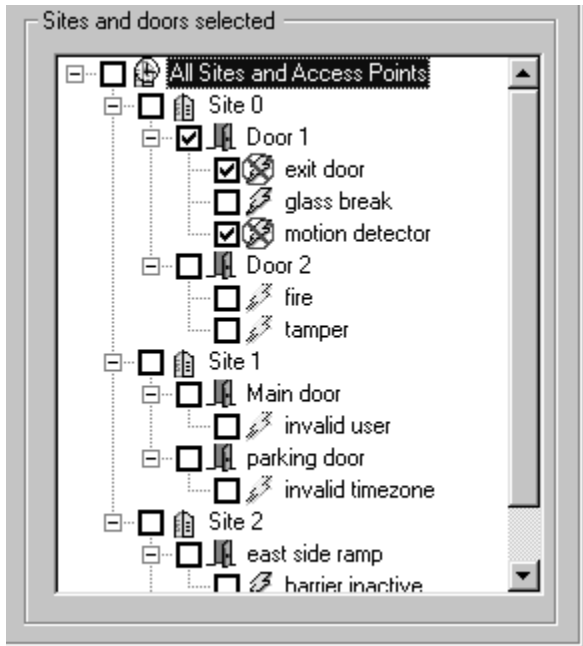 Sites and doors selected
All Sites and Access Points
Site 0
Door 1
exit door
glass break
motion detector
Door 2
fire
tamper
Site 1
Main door
invalid user
parking door
invalid timezone
Site 2
east side ramp
barrier inactive